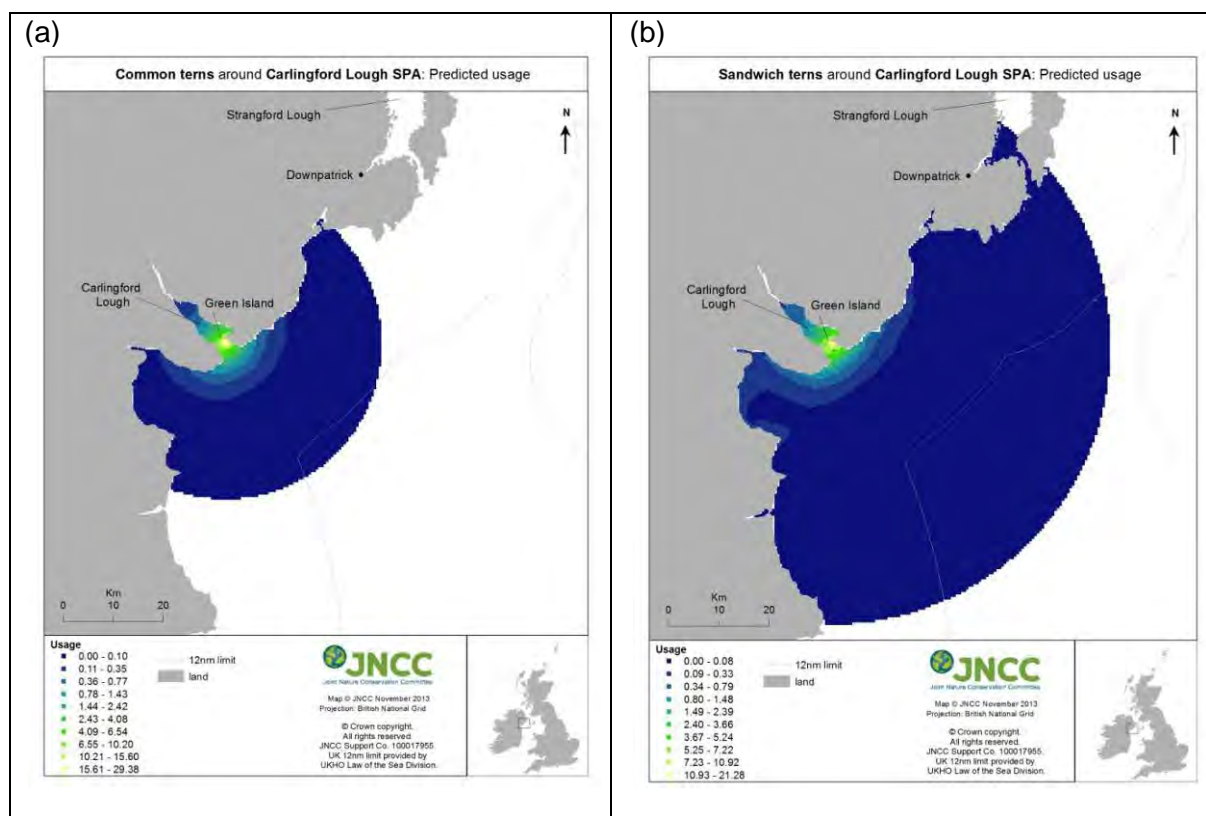 (a)
Common terns around Carlingford Lough SPA: Predicted usage
Strangford Lough
N
Downpatrick
Carlingford
Lough
Green Island
Km
0 10 20
Usage
0.00 - 0.10
0.11 - 0.35
0.36 - 0.77
0.78 - 1.43
1.44 - 2.42
2.43 - 4.08
4.09 - 6.54
6.55 - 10.20
10.21 - 15.60
15.61 - 29.38
12nm limit
land
JNCC
Joint Nature Conservation Committee
Map © JNCC November 2013
Projection: British National Grid
© Crown copyright.
All rights reserved.
JNCC Support Co. 100017955.
UK 12nm limit provided by
UKHO Law of the Sea Division.
(b)
Sandwich terns around Carlingford Lough SPA: Predicted usage
Strangford Lough
N
Downpatrick
Carlingford
Lough
Green Island
Km
0 10 20
Usage
0.00 - 0.08
0.09 - 0.33
0.34 - 0.79
0.80 - 1.48
1.49 - 2.39
2.40 - 3.66
3.67 - 5.24
5.25 - 7.22
7.23 - 10.92
10.93 - 21.28
12nm limit
land
JNCC
Joint Nature Conservation Committee
Map © JNCC November 2013
Projection: British National Grid
© Crown copyright.
All rights reserved.
JNCC Support Co. 100017955.
UK 12nm limit provided by
UKHO Law of the Sea Division.